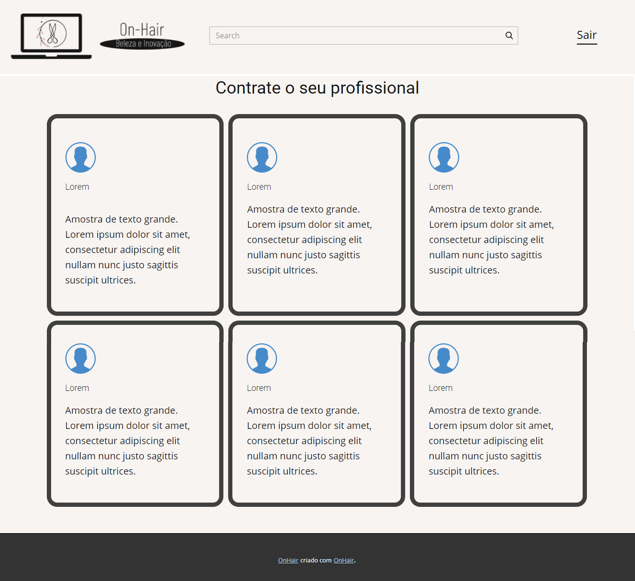 On-Hair
Beleza e Inovação
Search
Sair
Contrate o seu profissional
Lorem
Amostra de texto grande.
Lorem ipsum dolor sit amet,
consectetur adipiscing elit
nullam nunc justo sagittis
suscipit ultrices.
Lorem
Amostra de texto grande.
Lorem ipsum dolor sit amet,
consectetur adipiscing elit
nullam nunc justo sagittis
suscipit ultrices.
Lorem
Amostra de texto grande.
Lorem ipsum dolor sit amet,
consectetur adipiscing elit
nullam nunc justo sagittis
suscipit ultrices.
Lorem
Amostra de texto grande.
Lorem ipsum dolor sit amet,
consectetur adipiscing elit
nullam nunc justo sagittis
suscipit ultrices.
Lorem
Amostra de texto grande.
Lorem ipsum dolor sit amet,
consectetur adipiscing elit
nullam nunc justo sagittis
suscipit ultrices.
Lorem
Amostra de texto grande.
Lorem ipsum dolor sit amet,
consectetur adipiscing elit
nullam nunc justo sagittis
suscipit ultrices.
OnHair criado com OnHair.